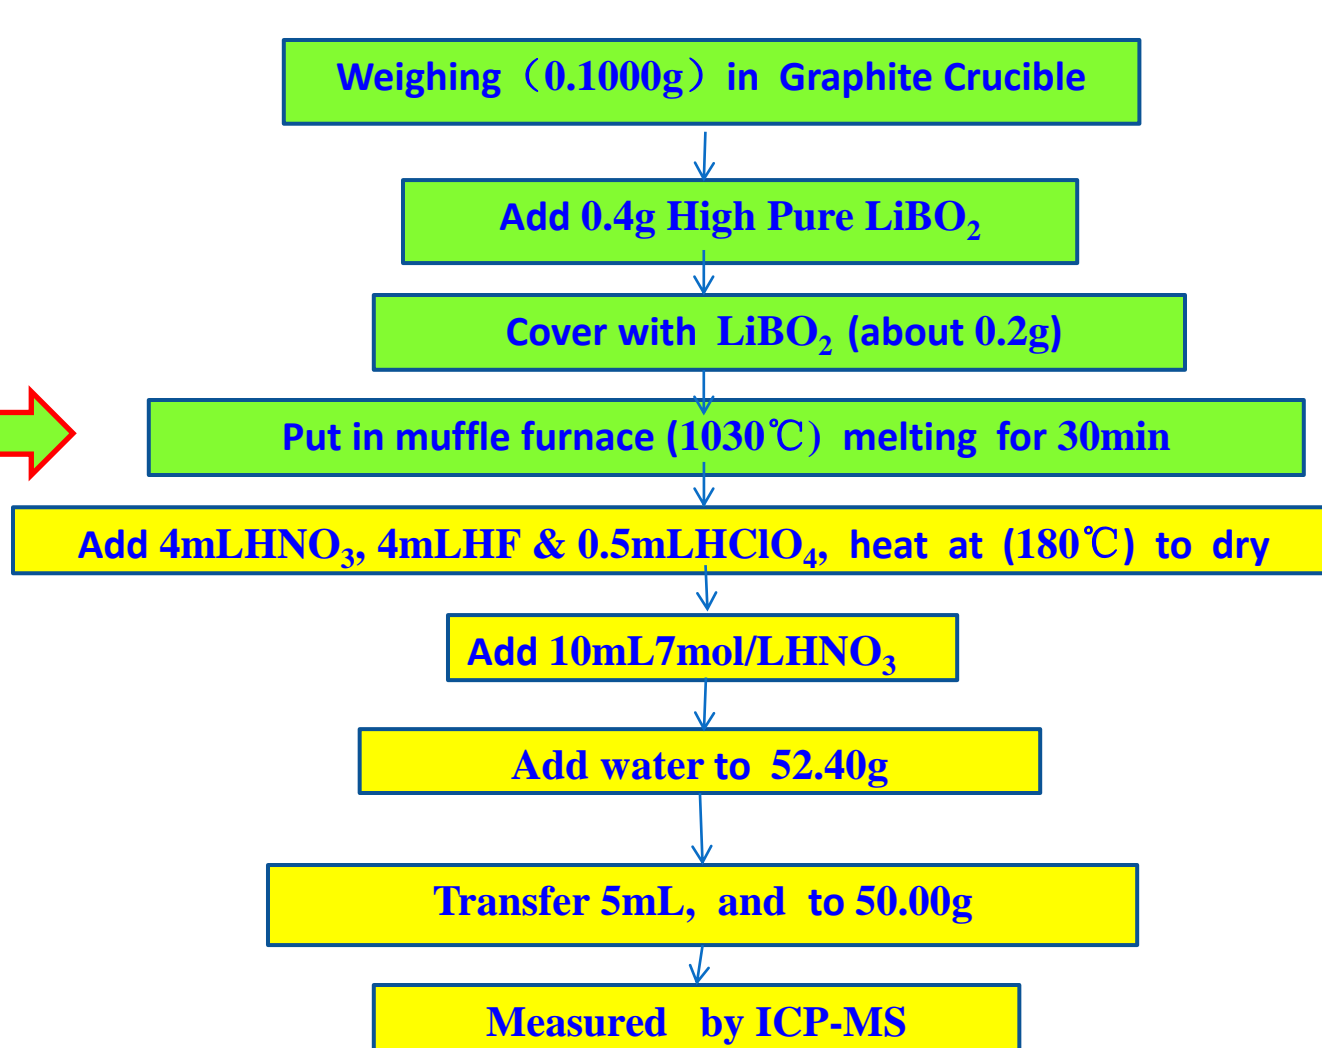 Weighing（0.1000g）in Graphite Crucible
Add 0.4g High Pure LiBO₂
Cover with LiBO₂ (about 0.2g)
Put in muffle furnace (1030℃) melting for 30min
Add 4mLHNO₃, 4mLHF & 0.5mLHClO₄, heat at (180℃) to dry
Add 10mL7mol/LHNO₃
Add water to 52.40g
Transfer 5mL, and to 50.00g
Measured by ICP-MS